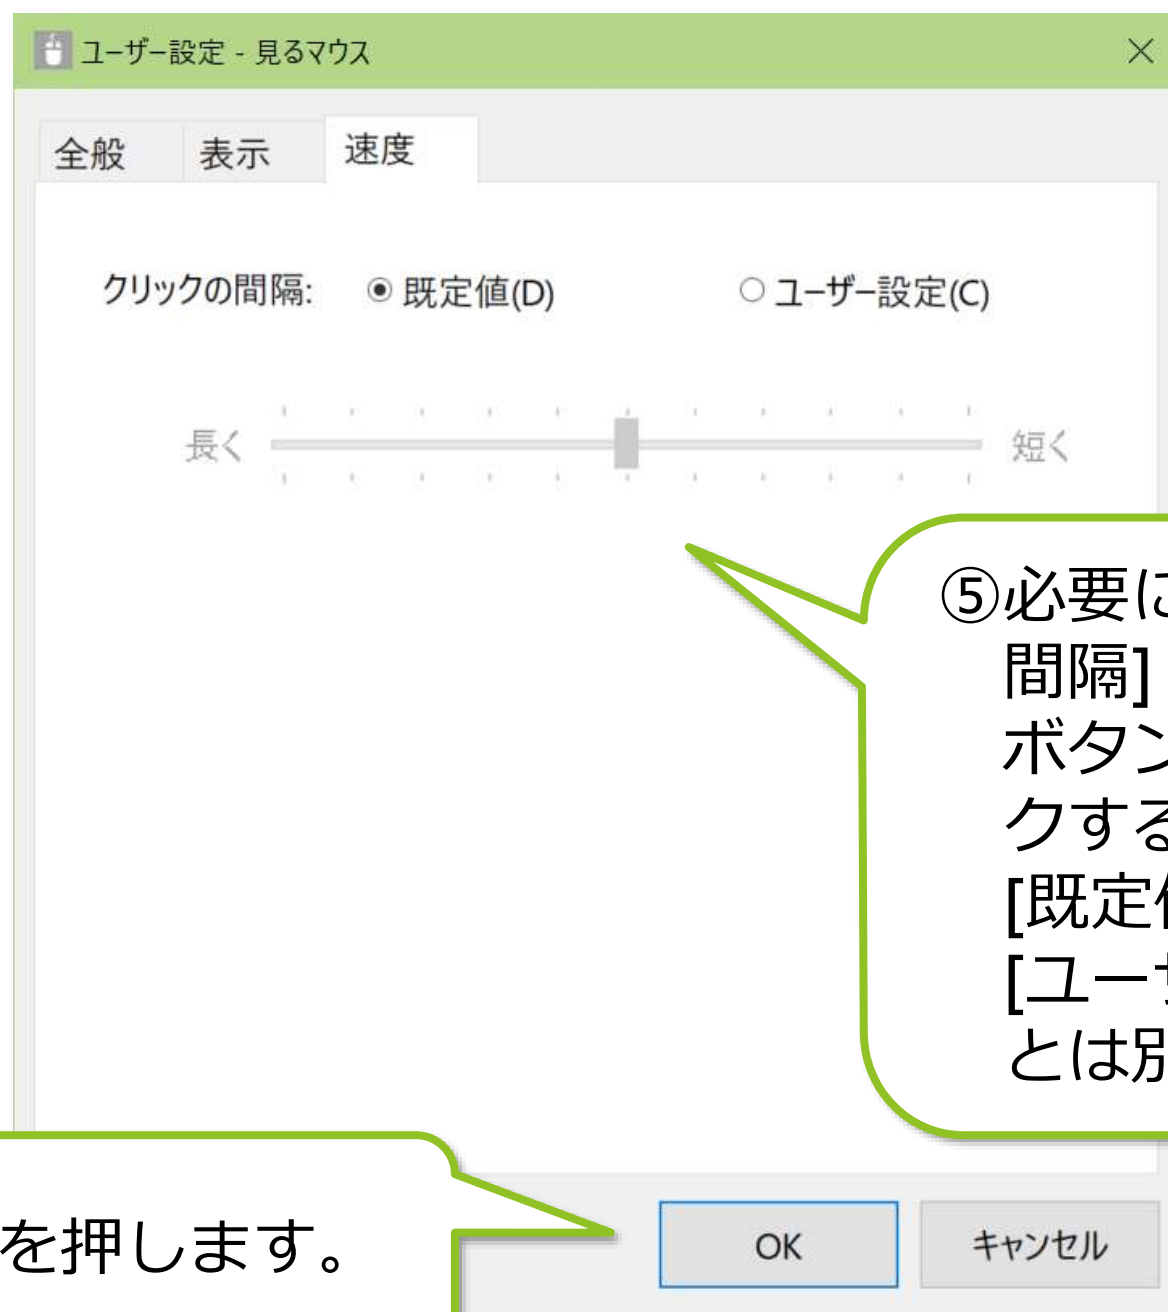 ユーザー設定 - 見るマウス
全般 表示 速度
クリックの間隔: 既定値(D) ユーザー設定(C)
長く 短く
⑤必要に
間隔]
ボタン
クする
[既定値
[ユーザ
とは別
を押します。
OK キャンセル